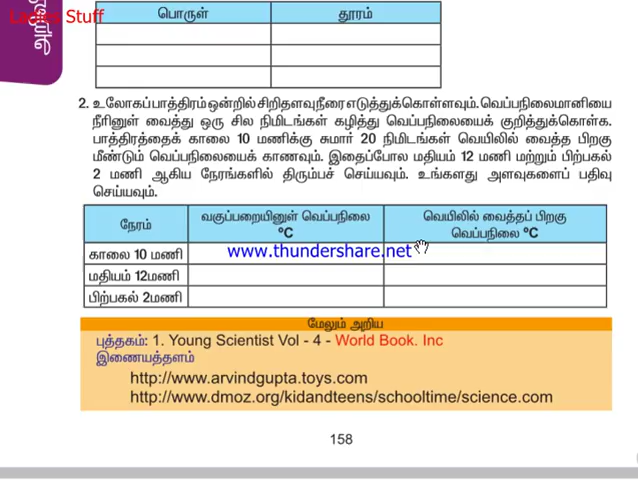 Ladies Stuff
அறிவி
பொருள் தூரம்
2. உலோகப்பாத்திரம் ஒன்றில் சிறிதளவு நீரை எடுத்துக்கொள்ளவும். வெப்பநிலைமானியை
நீரினுள் வைத்து ஒரு சில நிமிடங்கள் கழித்து வெப்பநிலையைக் குறித்துக்கொள்க.
பாத்திரத்தைக் காலை 10 மணிக்கு சுமார் 20 நிமிடங்கள் வெயிலில் வைத்த பிறகு
மீண்டும் வெப்பநிலையைக் காணவும். இதைப்போல மதியம் 12 மணி மற்றும் பிற்பகல்
2 மணி ஆகிய நேரங்களில் திரும்பச் செய்யவும். உங்களது அளவுகளைப் பதிவு
செய்யவும்.
நேரம் வகுப்பறையினுள் வெப்பநிலை ºC வெயிலில் வைத்தப் பிறகு வெப்பநிலை ºC
காலை 10 மணி
www.thundershare.net
மதியம் 12மணி
பிற்பகல் 2மணி
மேலும் அறிய
புத்தகம்: 1. Young Scientist Vol - 4 - World Book. Inc
இணையத்தளம்
http://www.arvindgupta.toys.com
http://www.dmoz.org/kidandteens/schooltime/science.com
158